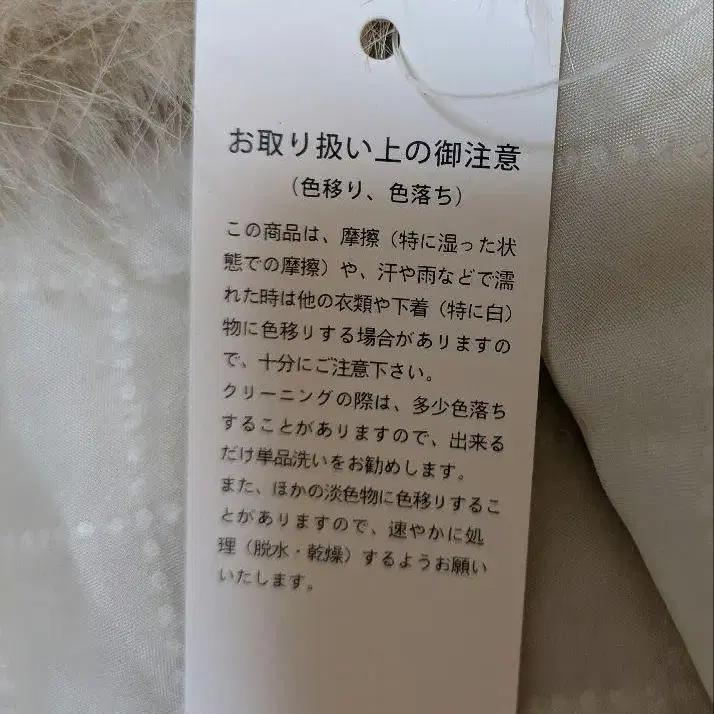 お取り扱い上の御注意
（色移り、色落ち）
この商品は、摩擦（特に湿った状
態での摩擦）や、汗や雨などで濡
れた時は他の衣類や下着（特に白）
物に色移りする場合がありますの
で、十分にご注意下さい。
クリーニングの際は、多少色落ち
することがありますので、出来る
だけ単品洗いをお勧めします。
また、ほかの淡色物に色移りするこ
とがありますので、速やかに処
理（脱水・乾燥）するようお願い
いたします。